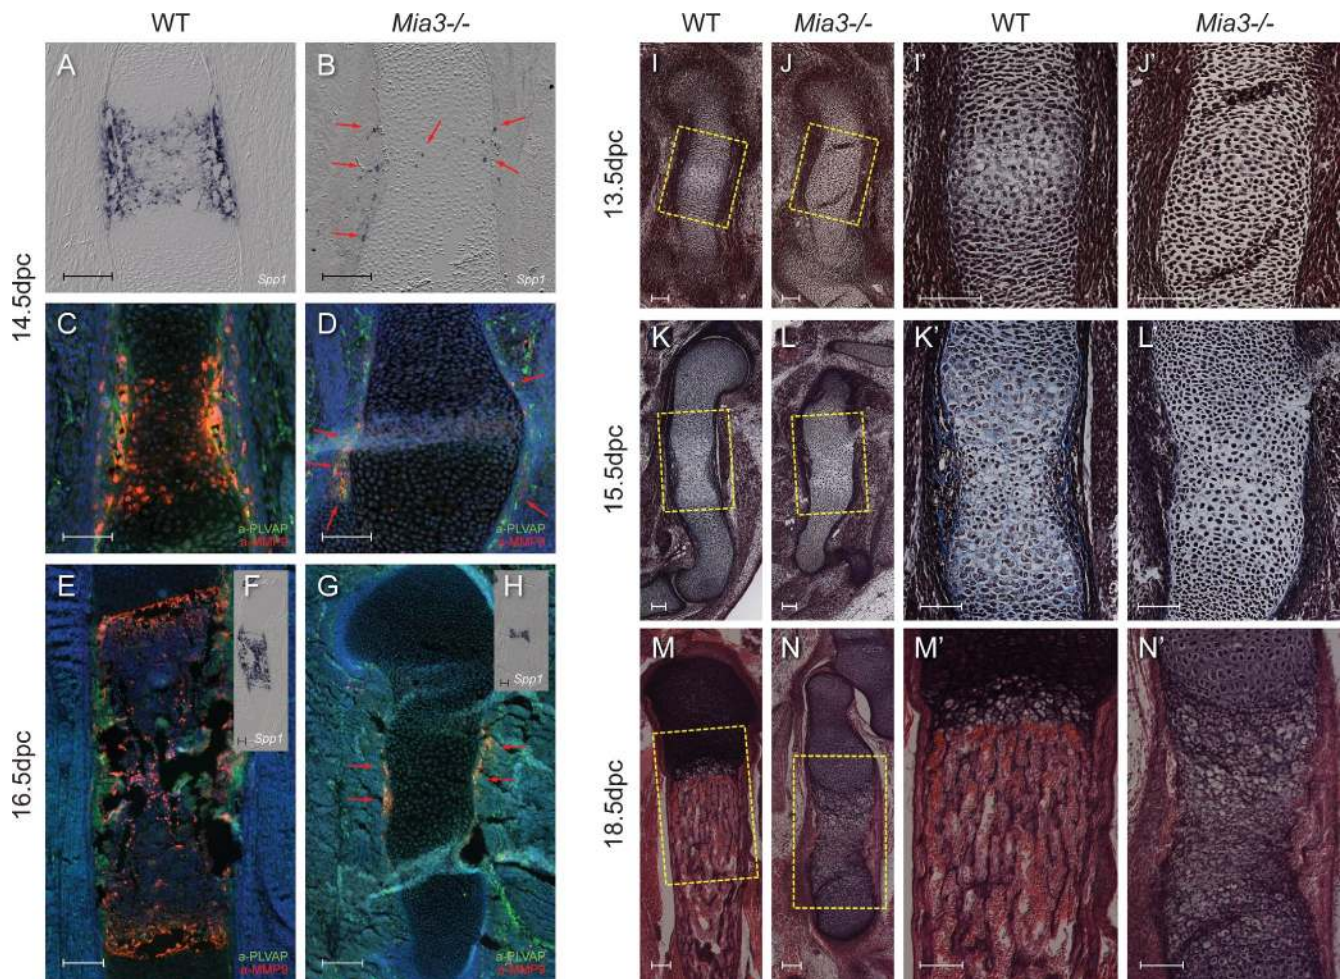 WT
Mia3-/-
WT
Mia3-/-
WT
Mia3-/-
14.5dpc
A
Spp1
B
Spp1
C
a-PLVAP
a-MMP9
D
a-PLVAP
a-MMP9
16.5dpc
E
a-PLVAP
a-MMP9
F
Spp1
G
a-PLVAP
a-MMP9
H
Spp1
13.5dpc
I
J
I'
J'
15.5dpc
K
L
K'
L'
18.5dpc
M
N
M'
N'